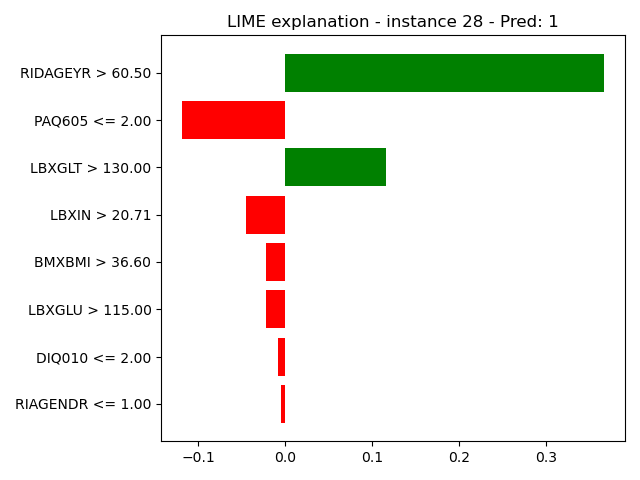 LIME explanation - instance 28 - Pred: 1
RIDAGEYR > 60.50
PAQ605 <= 2.00
LBXGLT > 130.00
LBXIN > 20.71
BMXBMI > 36.60
LBXGLU > 115.00
DIQ010 <= 2.00
RIAGENDR <= 1.00
−0.1 0.0 0.1 0.2 0.3